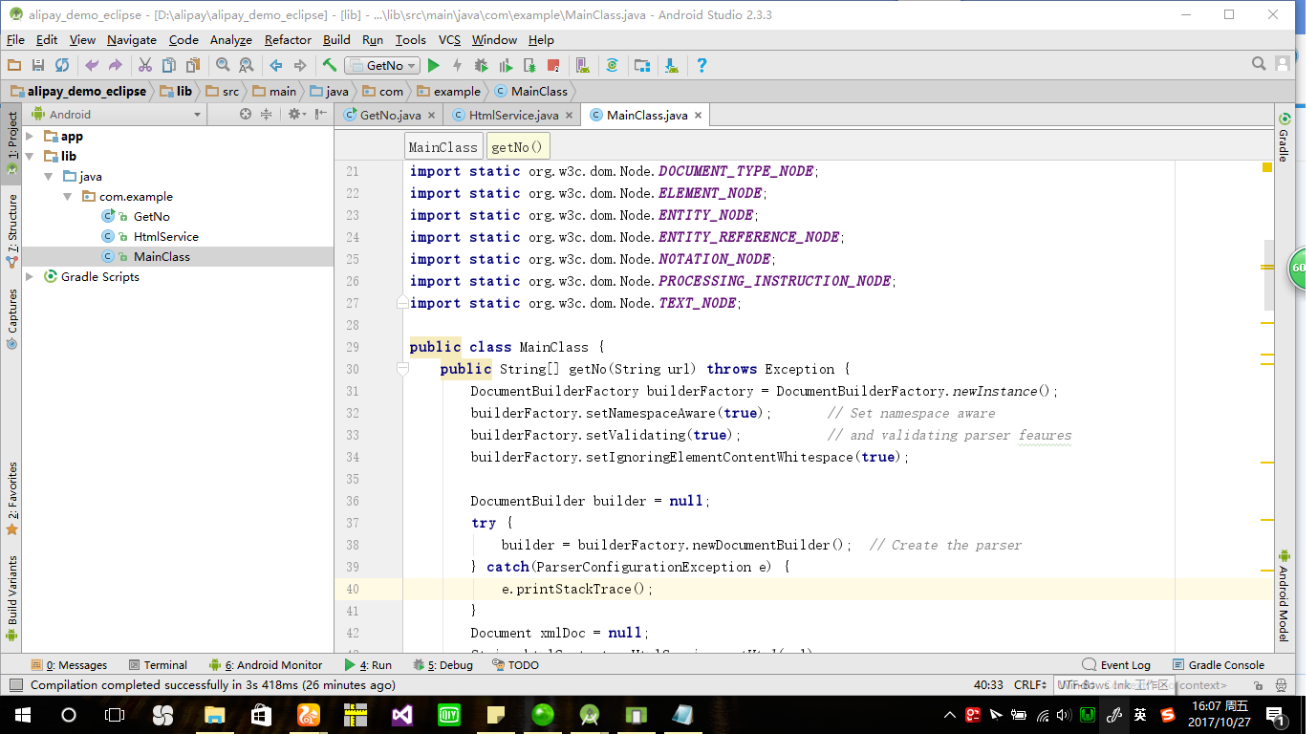 alipay_demo_eclipse - [D:\alipay\alipay_demo_eclipse] - [lib] - ...\lib\src\main\java\com\example\MainClass.java - Android Studio 2.3.3
File Edit View Navigate Code Analyze Refactor Build Run Tools VCS Window Help
GetNo
alipay_demo_eclipse lib src main java com example MainClass
Android
GetNo.java HtmlService.java MainClass.java
1: Project
7: Structure
Captures
2: Favorites
Build Variants
app
lib
java
com.example
GetNo
HtmlService
MainClass
Gradle Scripts
MainClass getNo()
21 import static org.w3c.dom.Node.DOCUMENT_TYPE_NODE;
22 import static org.w3c.dom.Node.ELEMENT_NODE;
23 import static org.w3c.dom.Node.ENTITY_NODE;
24 import static org.w3c.dom.Node.ENTITY_REFERENCE_NODE;
25 import static org.w3c.dom.Node.NOTATION_NODE;
26 import static org.w3c.dom.Node.PROCESSING_INSTRUCTION_NODE;
27 import static org.w3c.dom.Node.TEXT_NODE;
28
29 public class MainClass {
30 public String[] getNo(String url) throws Exception {
31 DocumentBuilderFactory builderFactory = DocumentBuilderFactory.newInstance();
32 builderFactory.setNamespaceAware(true); // Set namespace aware
33 builderFactory.setValidating(true); // and validating parser feaures
34 builderFactory.setIgnoringElementContentWhitespace(true);
35
36 DocumentBuilder builder = null;
37 try {
38 builder = builderFactory.newDocumentBuilder(); // Create the parser
39 } catch(ParserConfigurationException e) {
40 e.printStackTrace();
41 }
42 Document xmlDoc = null;
Gradle
Android Model
60
0: Messages Terminal 6: Android Monitor 4: Run 5: Debug TODO Event Log Gradle Console
Compilation completed successfully in 3s 418ms (26 minutes ago) 40:33 CRLF
DIY
英
16:07 周五
2017/10/27
1